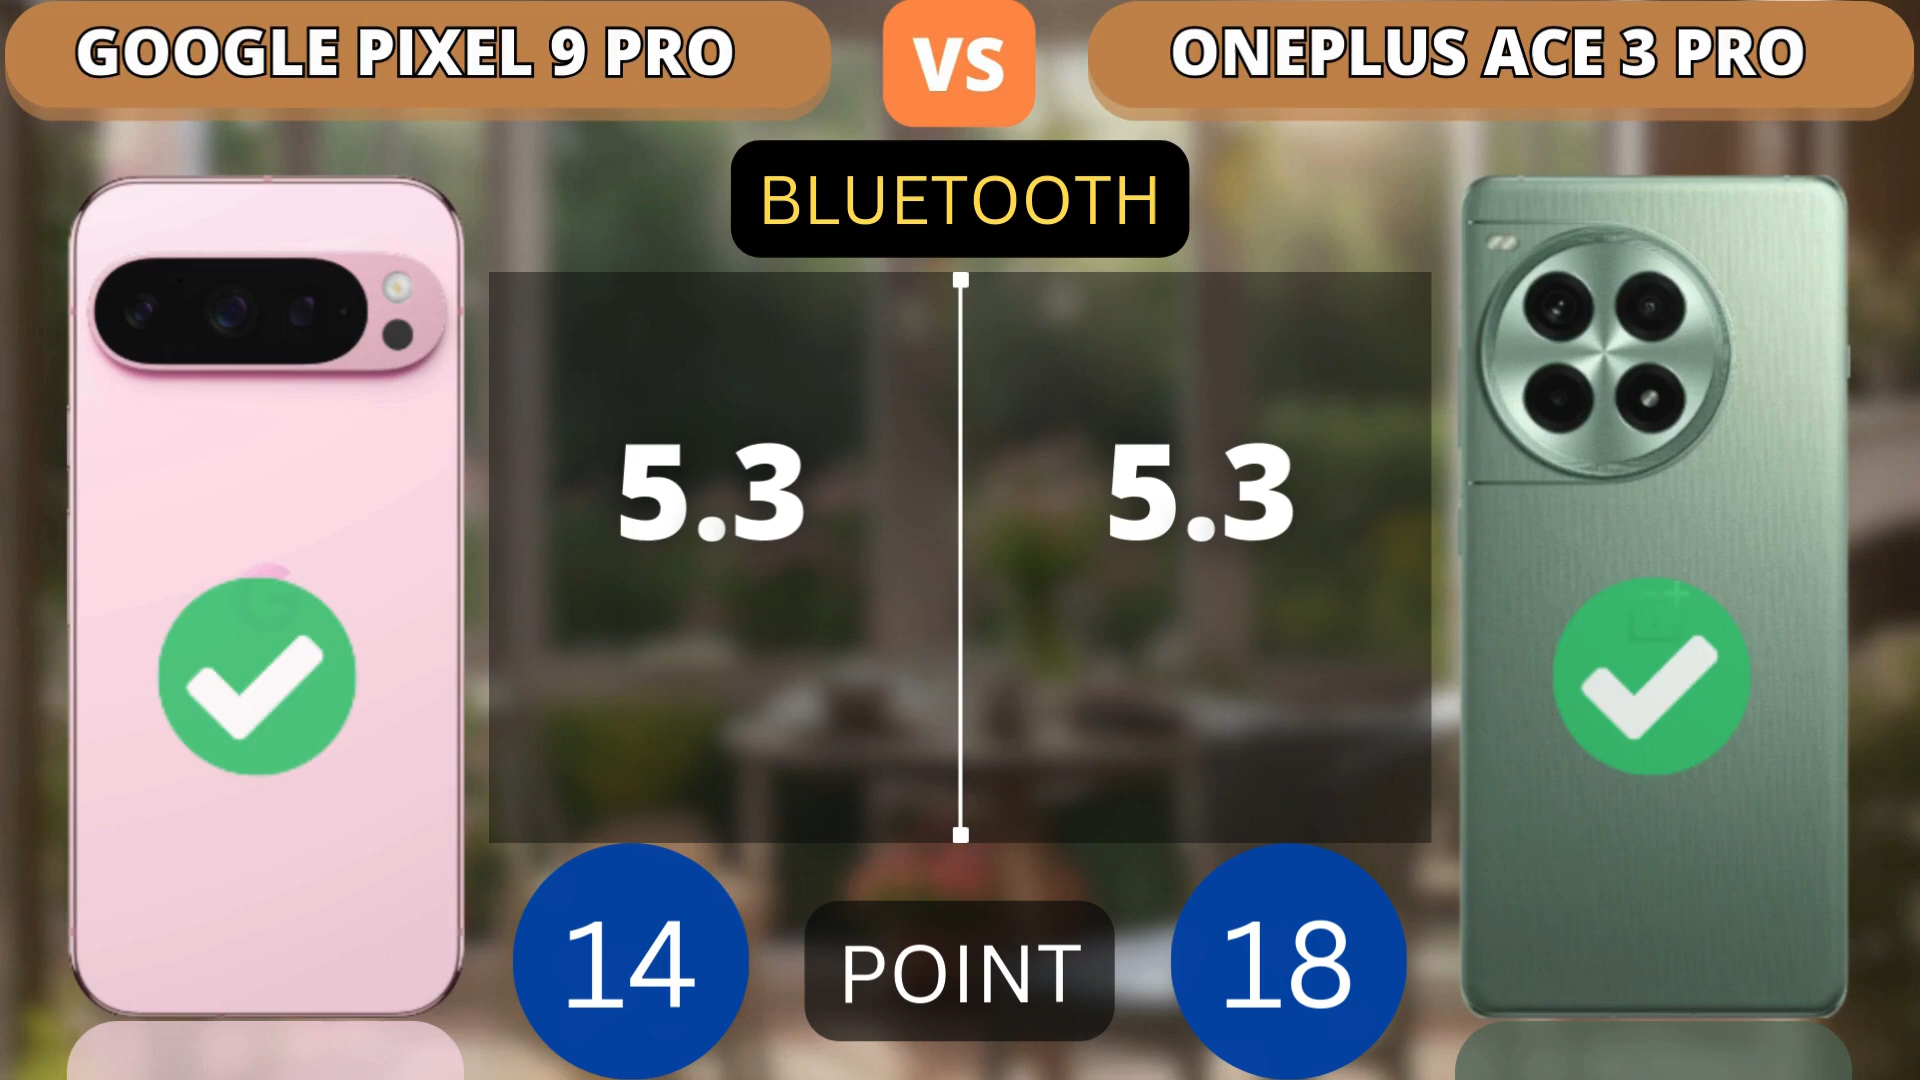 GOOGLE PIXEL 9 PRO
VS
ONEPLUS ACE 3 PRO
BLUETOOTH
5.3
5.3
14
POINT
18